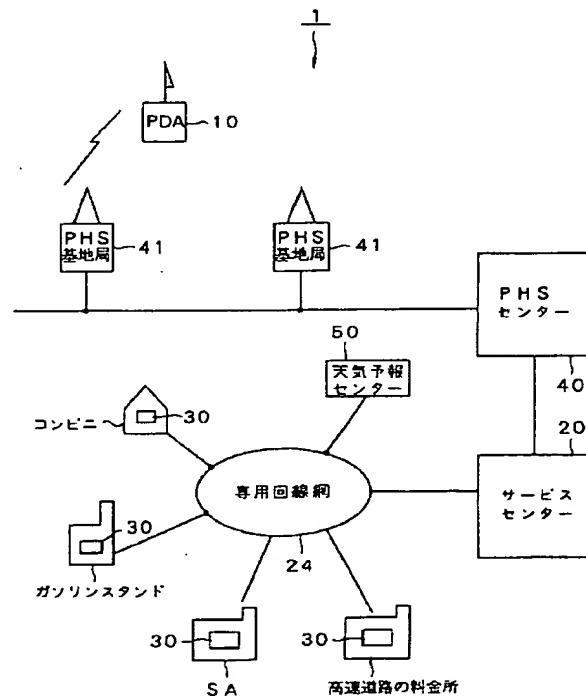 1
PDA
10
PHS
基地局
41
PHS
基地局
41
PHS
センター
40
50
天気予報
センター
20
コンビニ
30
専用回線網
サービス
センター
30
24
ガソリンスタンド
30
SA
30
高速道路の料金所